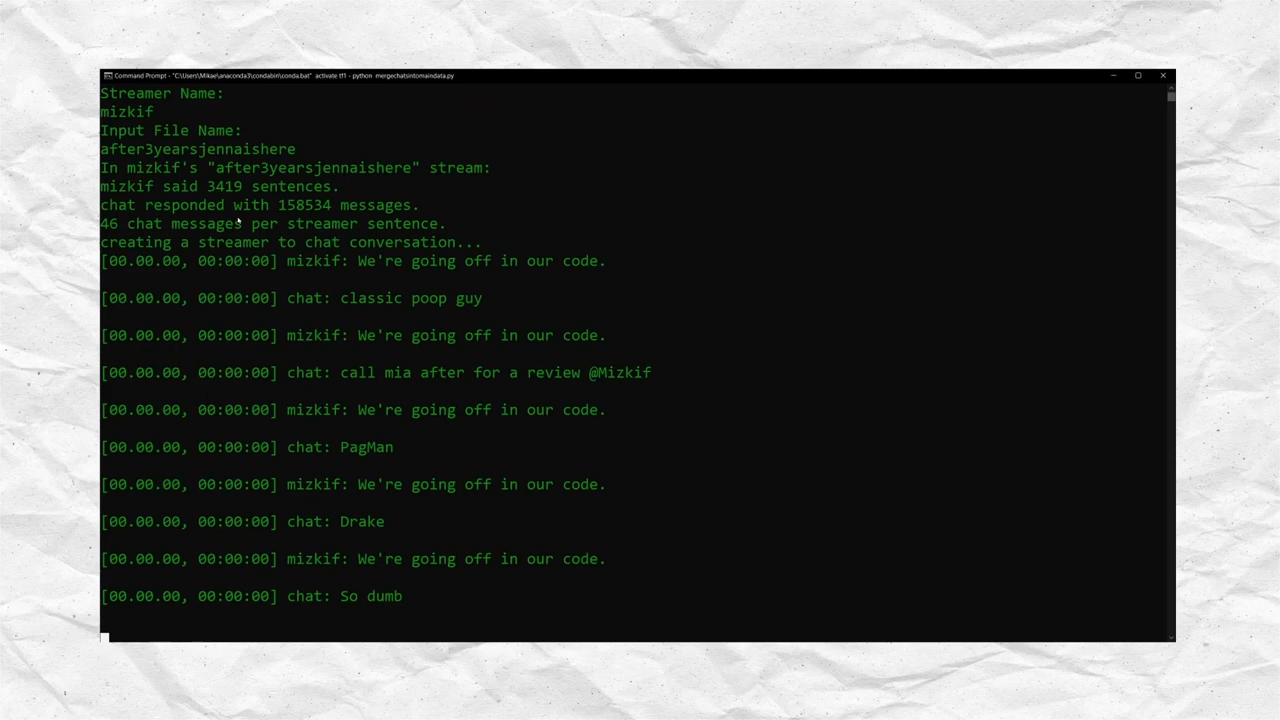 Command Prompt - "C:\Users\Mikae\anaconda3\condabin\conda.bat" activate tf1 - python mergechatsintomaindata.py
Streamer Name:
mizkif
Input File Name:
after3yearsjennaishere
In mizkif's "after3yearsjennaishere" stream:
mizkif said 3419 sentences.
chat responded with 158534 messages.
46 chat messages per streamer sentence.
creating a streamer to chat conversation...
[00.00.00, 00:00:00] mizkif: We're going off in our code.
[00.00.00, 00:00:00] chat: classic poop guy
[00.00.00, 00:00:00] mizkif: We're going off in our code.
[00.00.00, 00:00:00] chat: call mia after for a review @Mizkif
[00.00.00, 00:00:00] mizkif: We're going off in our code.
[00.00.00, 00:00:00] chat: PagMan
[00.00.00, 00:00:00] mizkif: We're going off in our code.
[00.00.00, 00:00:00] chat: Drake
[00.00.00, 00:00:00] mizkif: We're going off in our code.
[00.00.00, 00:00:00] chat: So dumb